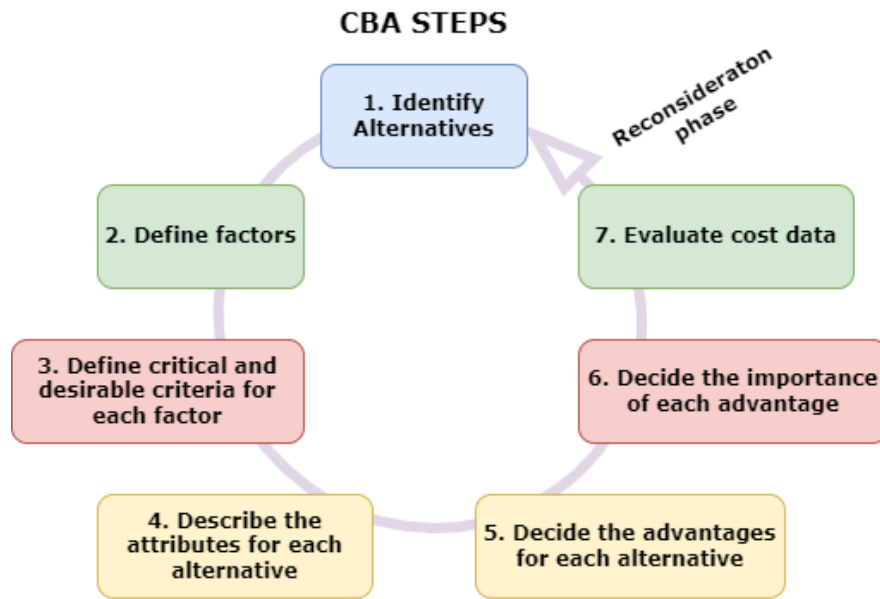 CBA STEPS
1. Identify
Alternatives
Reconsideraton
phase
2. Define factors
7. Evaluate cost data
3. Define critical and
desirable criteria for
each factor
6. Decide the importance
of each advantage
4. Describe the
attributes for each
alternative
5. Decide the advantages
for each alternative